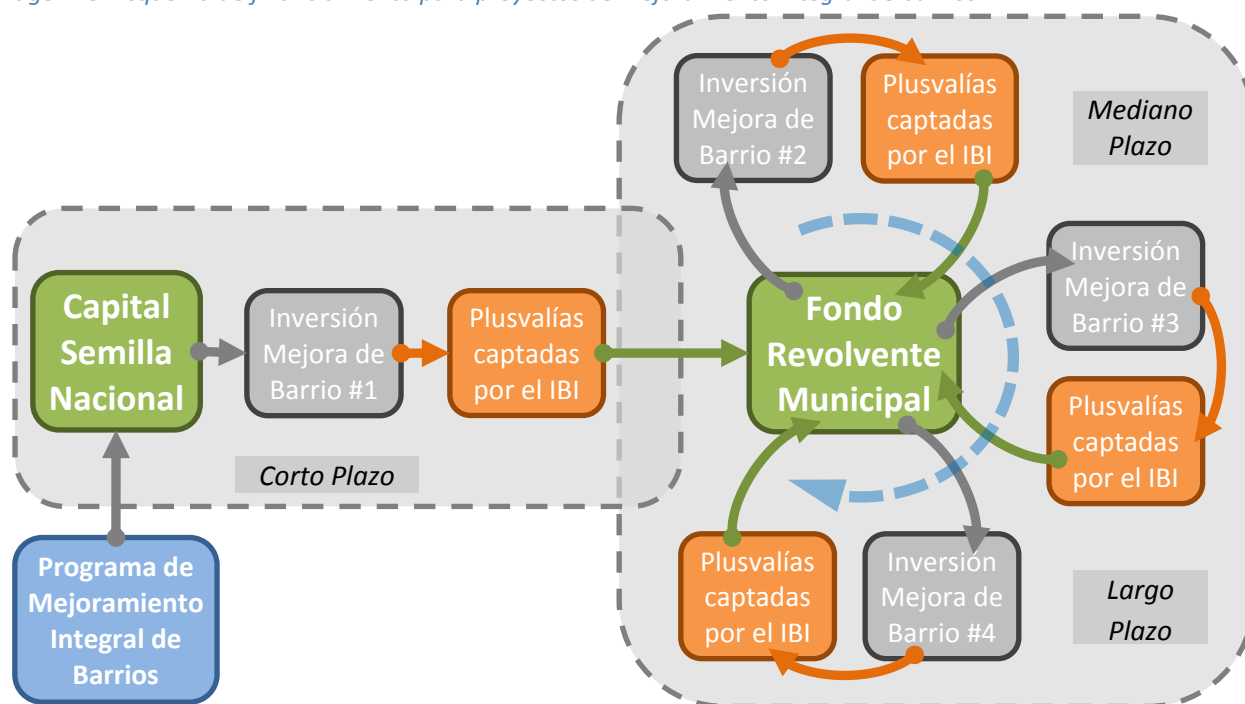 para proyectos de
Inversión
Mejora de
Barrio #2
Plusvalías
captadas
por el IBI
Mediano
Plazo
Capital
Semilla
Nacional
Inversión
Mejora de
Barrio #1
Plusvalías
captadas
por el IBI
Corto Plazo
Fondo
Revolvente
Municipal
Inversión
Mejora de
Barrio #3
Plusvalías
captadas
por el IBI
Programa de
Mejoramiento
Integral de
Barrios
Plusvalías
captadas
por el IBI
Inversión
Mejora de
Barrio #4
Largo
Plazo